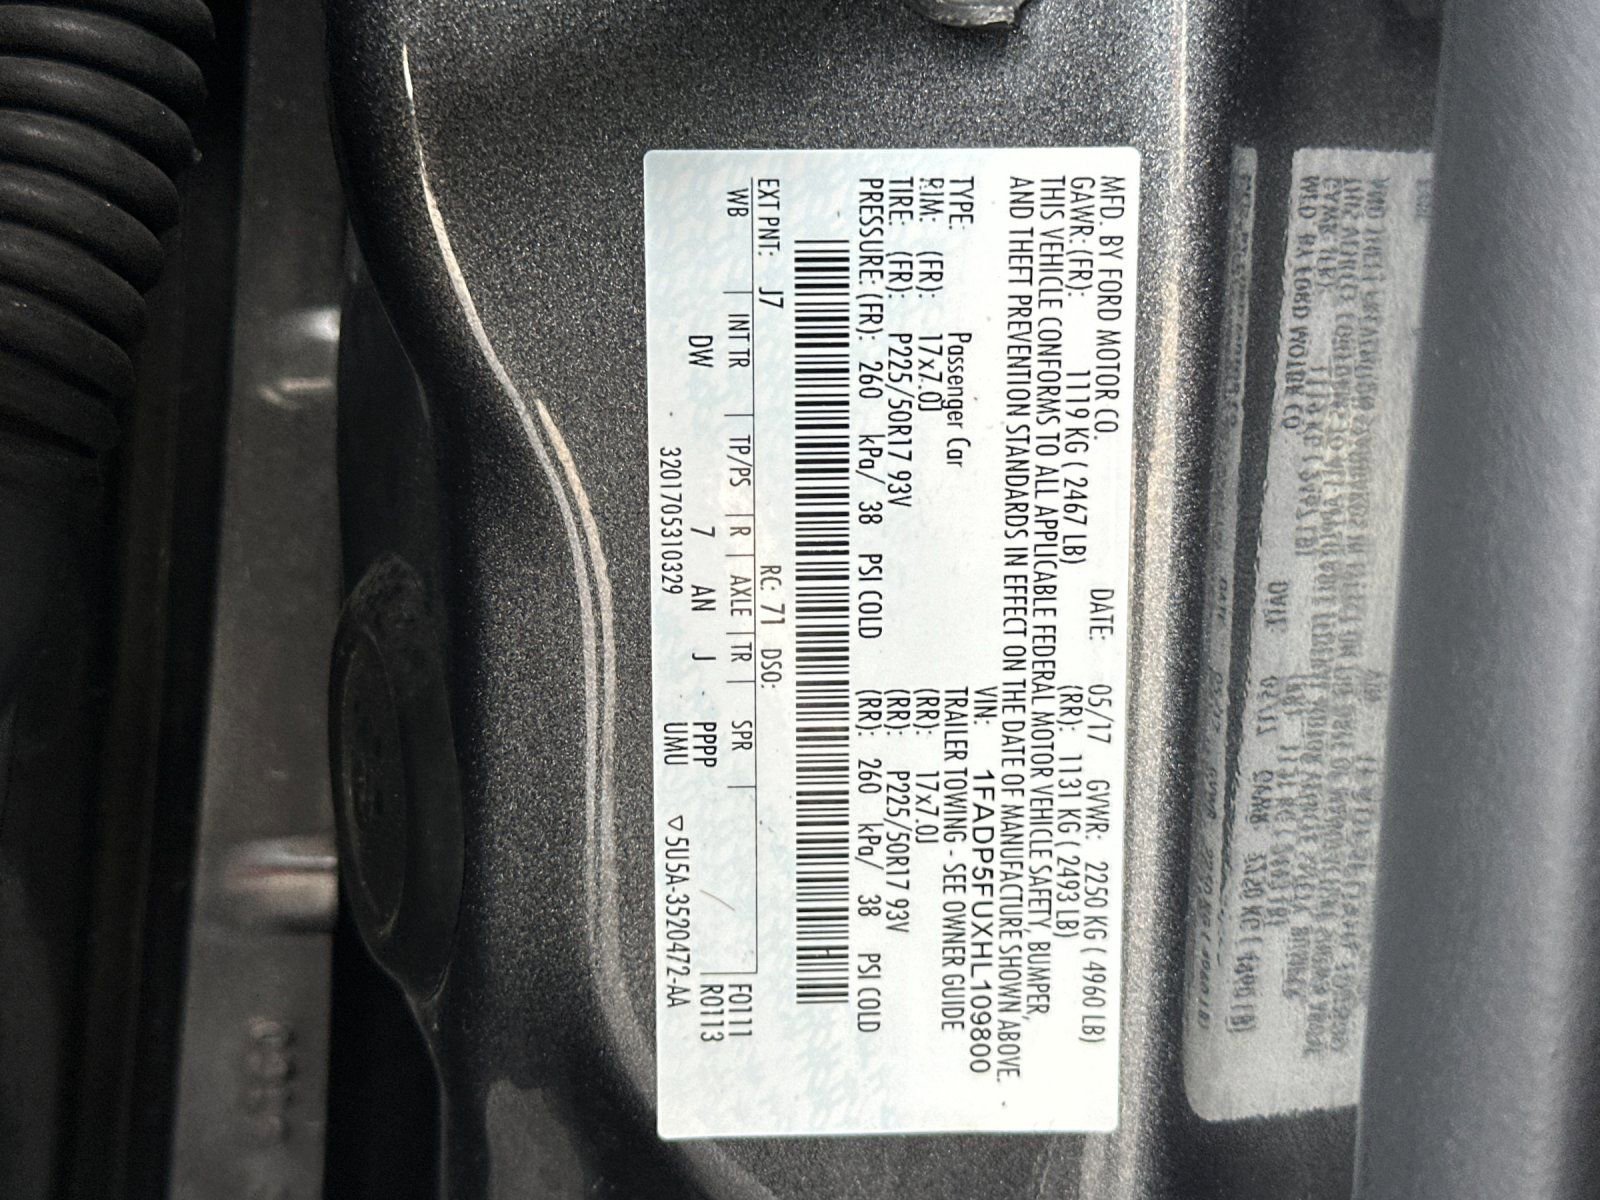 MFD. BY FORD MOTOR CO. DATE: 05/17 GVWR: 2250 KG ( 4960 LB)
GAWR: (FR): 1119 KG ( 2467 LB) (RR): 1131 KG ( 2493 LB)
THIS VEHICLE CONFORMS TO ALL APPLICABLE FEDERAL MOTOR VEHICLE SAFETY, BUMPER,
AND THEFT PREVENTION STANDARDS IN EFFECT ON THE DATE OF MANUFACTURE SHOWN ABOVE.
VIN: 1FADP5FUXHL109800
TYPE: Passenger Car TRAILER TOWING - SEE OWNER GUIDE
RIM: (FR): 17x7.0J (RR): 17x7.0J
TIRE: (FR): P225/50R17 93V (RR): P225/50R17 93V
PRESSURE: (FR): 260 kPa/ 38 PSI COLD (RR): 260 kPa/ 38 PSI COLD
EXT PNT: J7 RC: 71 DSO:
WB INT TR TP/PS R AXLE TR SPR F0111
DW 7 AN J PPPP R0113
3201705310329 UMU ▽5U5A-3520472-AA